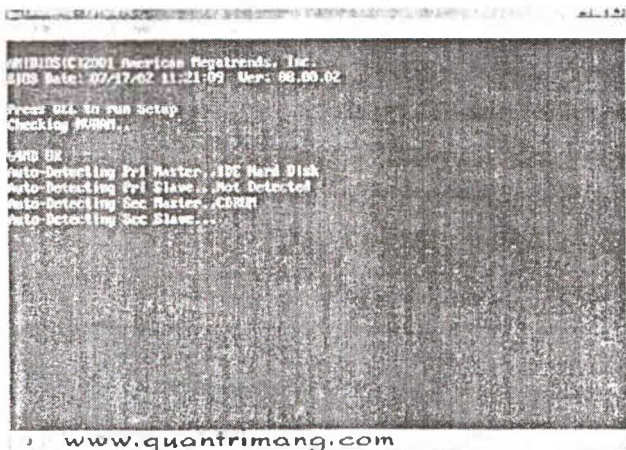 AMIBIOS(C)2001 American Megatrends, Inc.
BIOS Date: 07/17/02 11:21:09 Ver: 08.00.02
Press DEL to run Setup
Checking NVRAM..
OK
Auto-Detecting Pri Master..IDE Hard Disk
Auto-Detecting Pri Slave...Not Detected
Auto-Detecting Sec Master..CDROM
Auto-Detecting Sec Slave...
www.quantrimang.com